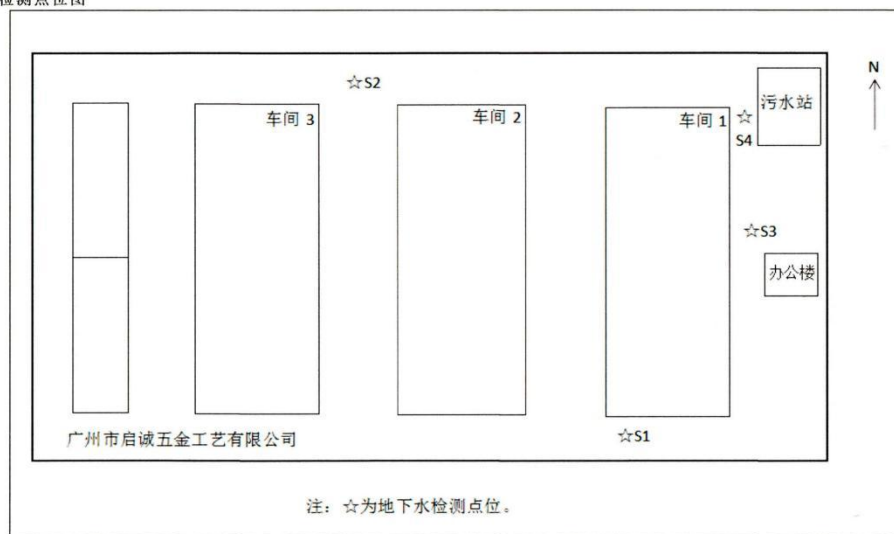 检测点位图
☆S2
N
污水站
车间 3
车间 2
车间 1
☆
S4
☆S3
办公楼
广州市启诚五金工艺有限公司
☆S1
注：☆为地下水检测点位。